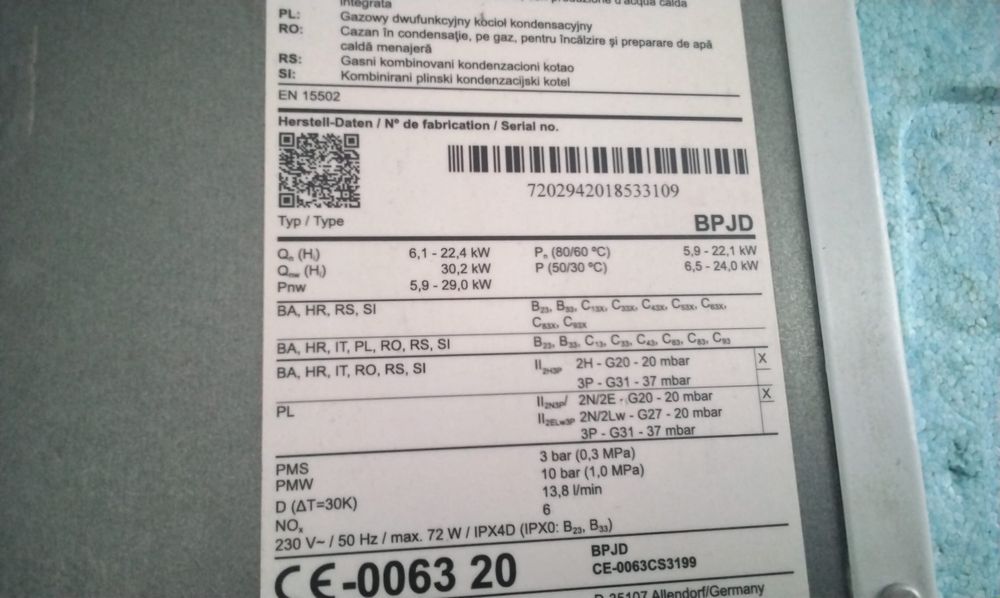 integrata
PL: Gazowy dwufunkcyjny kocioł kondensacyjny
RO: Cazan în condensaţie, pe gaz, pentru încălzire şi preparare de apă
caldă menajeră
RS: Gasni kombinovani kondenzacioni kotao
SI: Kombinirani plinski kondenzacijski kotel
EN 15502
Herstell-Daten / Nº de fabrication / Serial no.
7202942018533109
Typ / Type BPJD
Qₙ (Hᵢ) 6,1 - 22,4 kW Pₙ (80/60 ºC) 5,9 - 22,1 kW
Qnw (Hᵢ) 30,2 kW P (50/30 ºC) 6,5 - 24,0 kW
Pnw 5,9 - 29,0 kW
BA, HR, RS, SI B23, B33, C13X, C33X, C43X, C53X, C63X,
C83X, C93X
BA, HR, IT, PL, RO, RS, SI B23, B33, C13, C33, C43, C83, C93
BA, HR, IT, RO, RS, SI II2H3P 2H - G20 - 20 mbar X
3P - G31 - 37 mbar
PL II2N3P/ 2N/2E - G20 - 20 mbar X
II2ELw3P 2N/2Lw - G27 - 20 mbar
3P - G31 - 37 mbar
PMS 3 bar (0,3 MPa)
PMW 10 bar (1,0 MPa)
D (ΔT=30K) 13,8 l/min
NOx 6
230 V~ / 50 Hz / max. 72 W / IPX4D (IPX0: B23, B33)
CE-0063 20 BPJD
CE-0063CS3199
D-35107 Allendorf/Germany